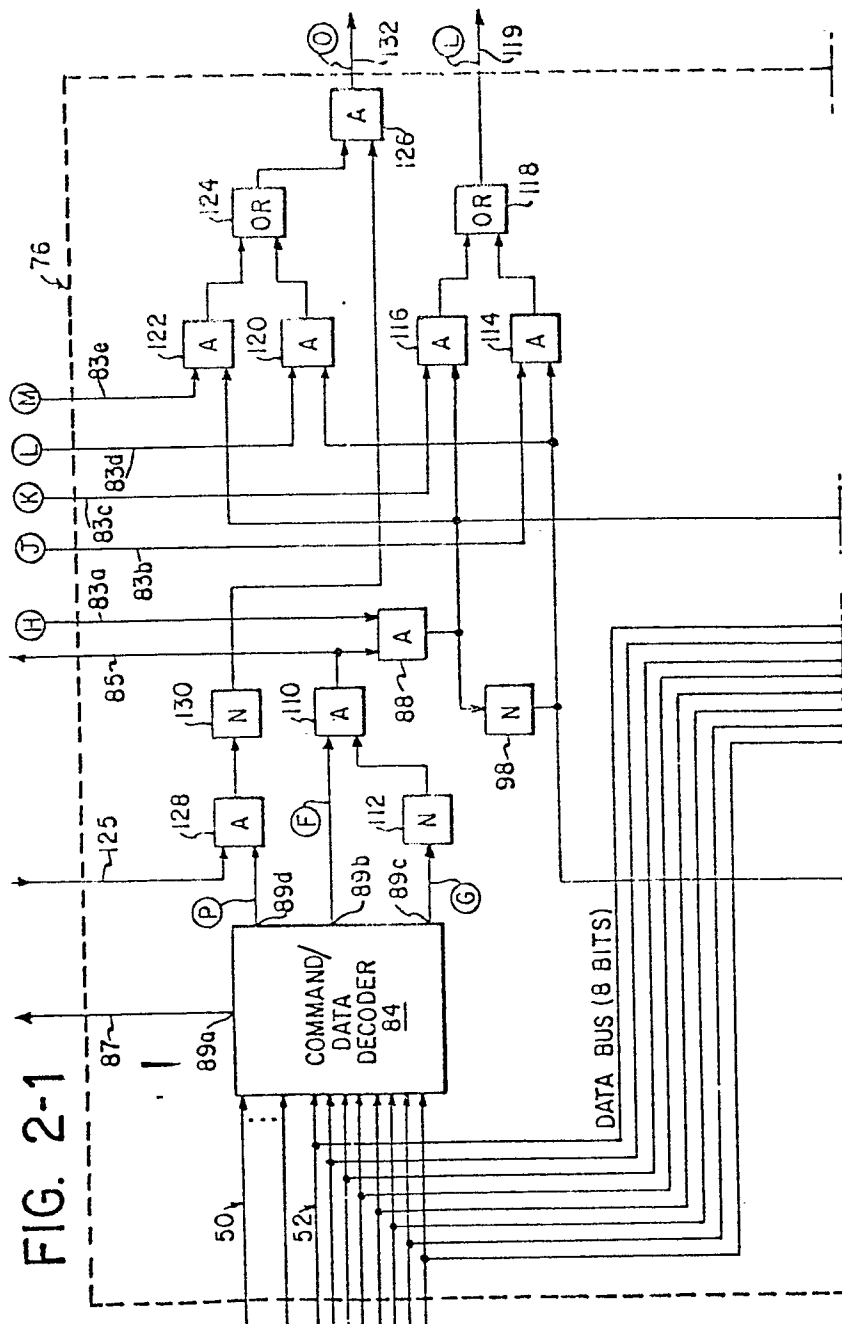 FIG. 2-1
76
M
L
K
J
H
83e
83d
83c
83b
83a
85
125
87
O
132
L
119
A
126
124
OR
118
OR
122
A
120
A
116
A
114
A
130
N
110
A
88
A
98
N
128
A
112
N
P
F
G
89d
89b
89c
89a
COMMAND/
DATA
DECODER
84
50
52
DATA BUS (8 BITS)